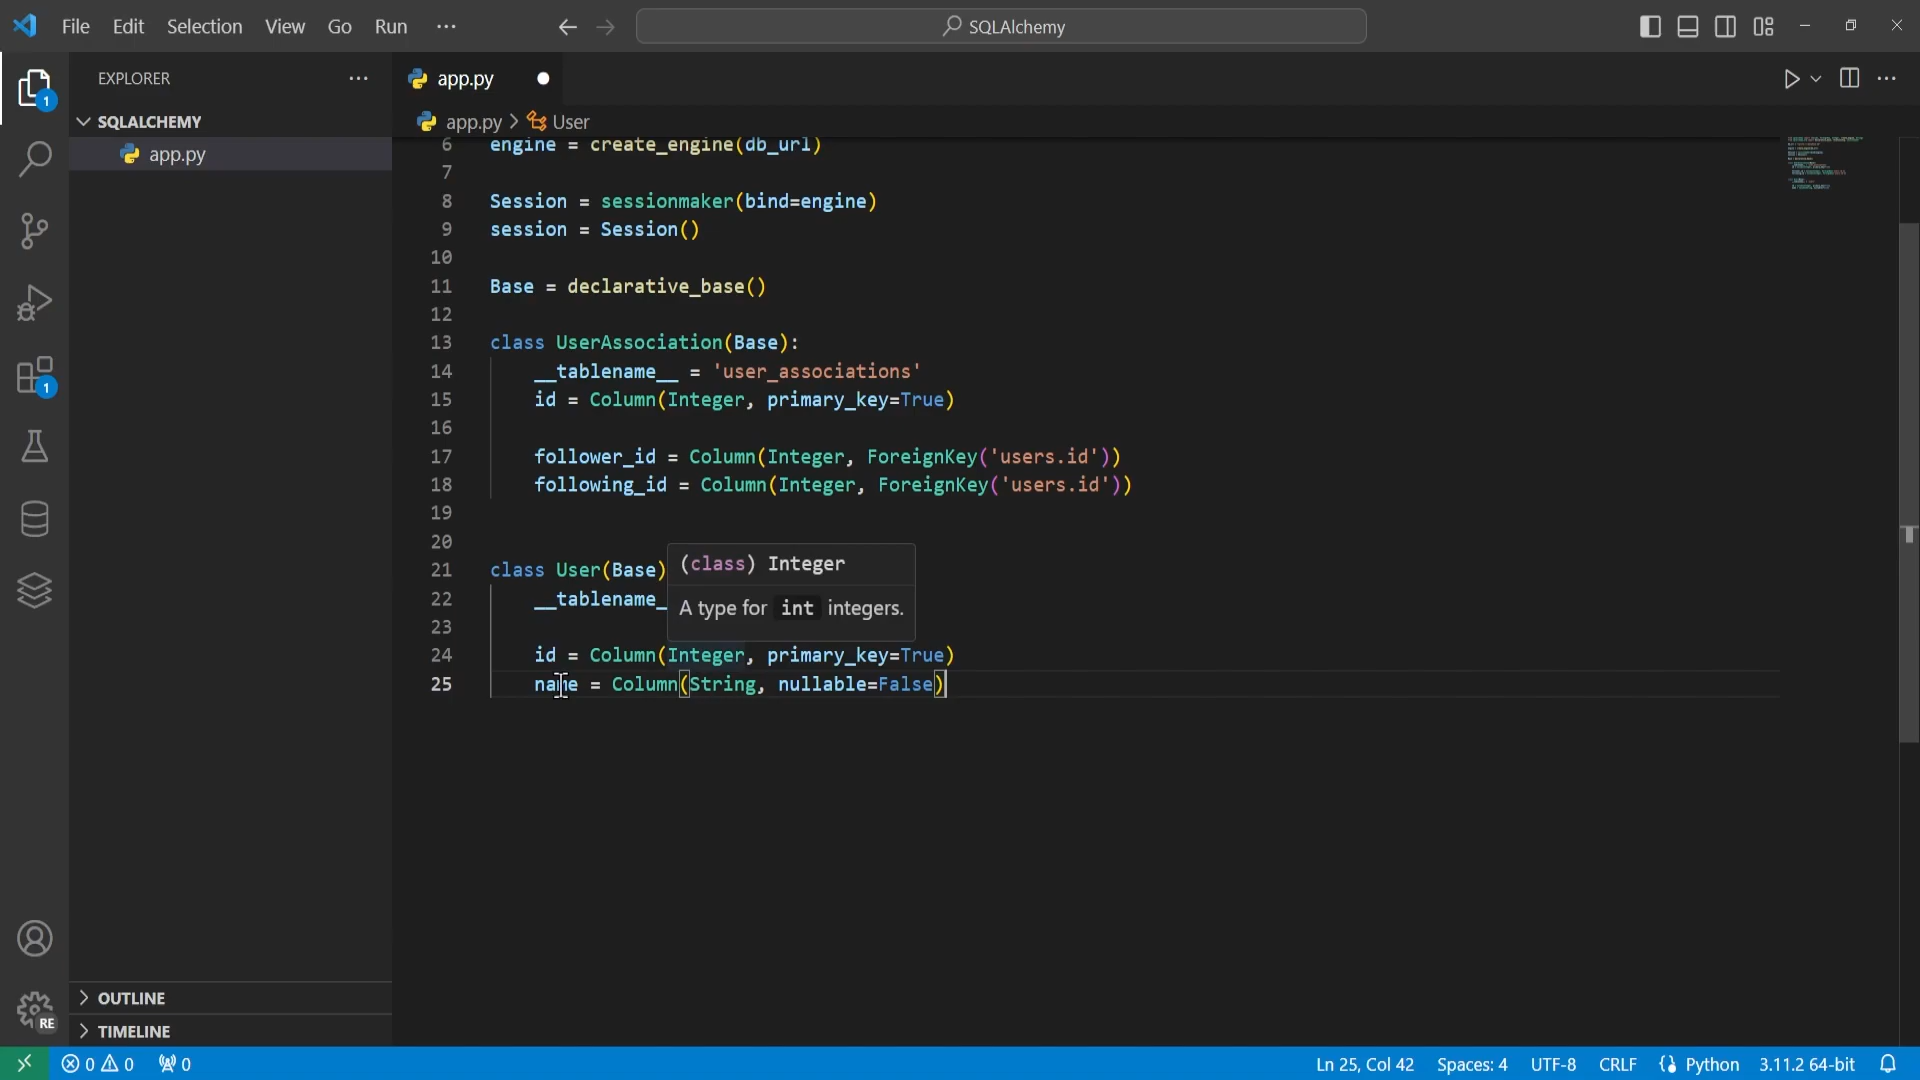 File Edit Selection View Go Run ···
SQLAlchemy
EXPLORER ···
SQLALCHEMY
app.py
app.py
app.py > User
6 engine = create_engine(db_url)
7
8 Session = sessionmaker(bind=engine)
9 session = Session()
10
11 Base = declarative_base()
12
13 class UserAssociation(Base):
14 __tablename__ = 'user_associations'
15 id = Column(Integer, primary_key=True)
16
17 follower_id = Column(Integer, ForeignKey('users.id'))
18 following_id = Column(Integer, ForeignKey('users.id'))
19
20
21 class User(Base)
22 __tablename_
23
24 id = Column(Integer, primary_key=True)
25 name = Column(String, nullable=False)
(class) Integer
A type for int integers.
1
1
RE
OUTLINE
TIMELINE
0 0 0
Ln 25, Col 42 Spaces: 4 UTF-8 CRLF Python 3.11.2 64-bit